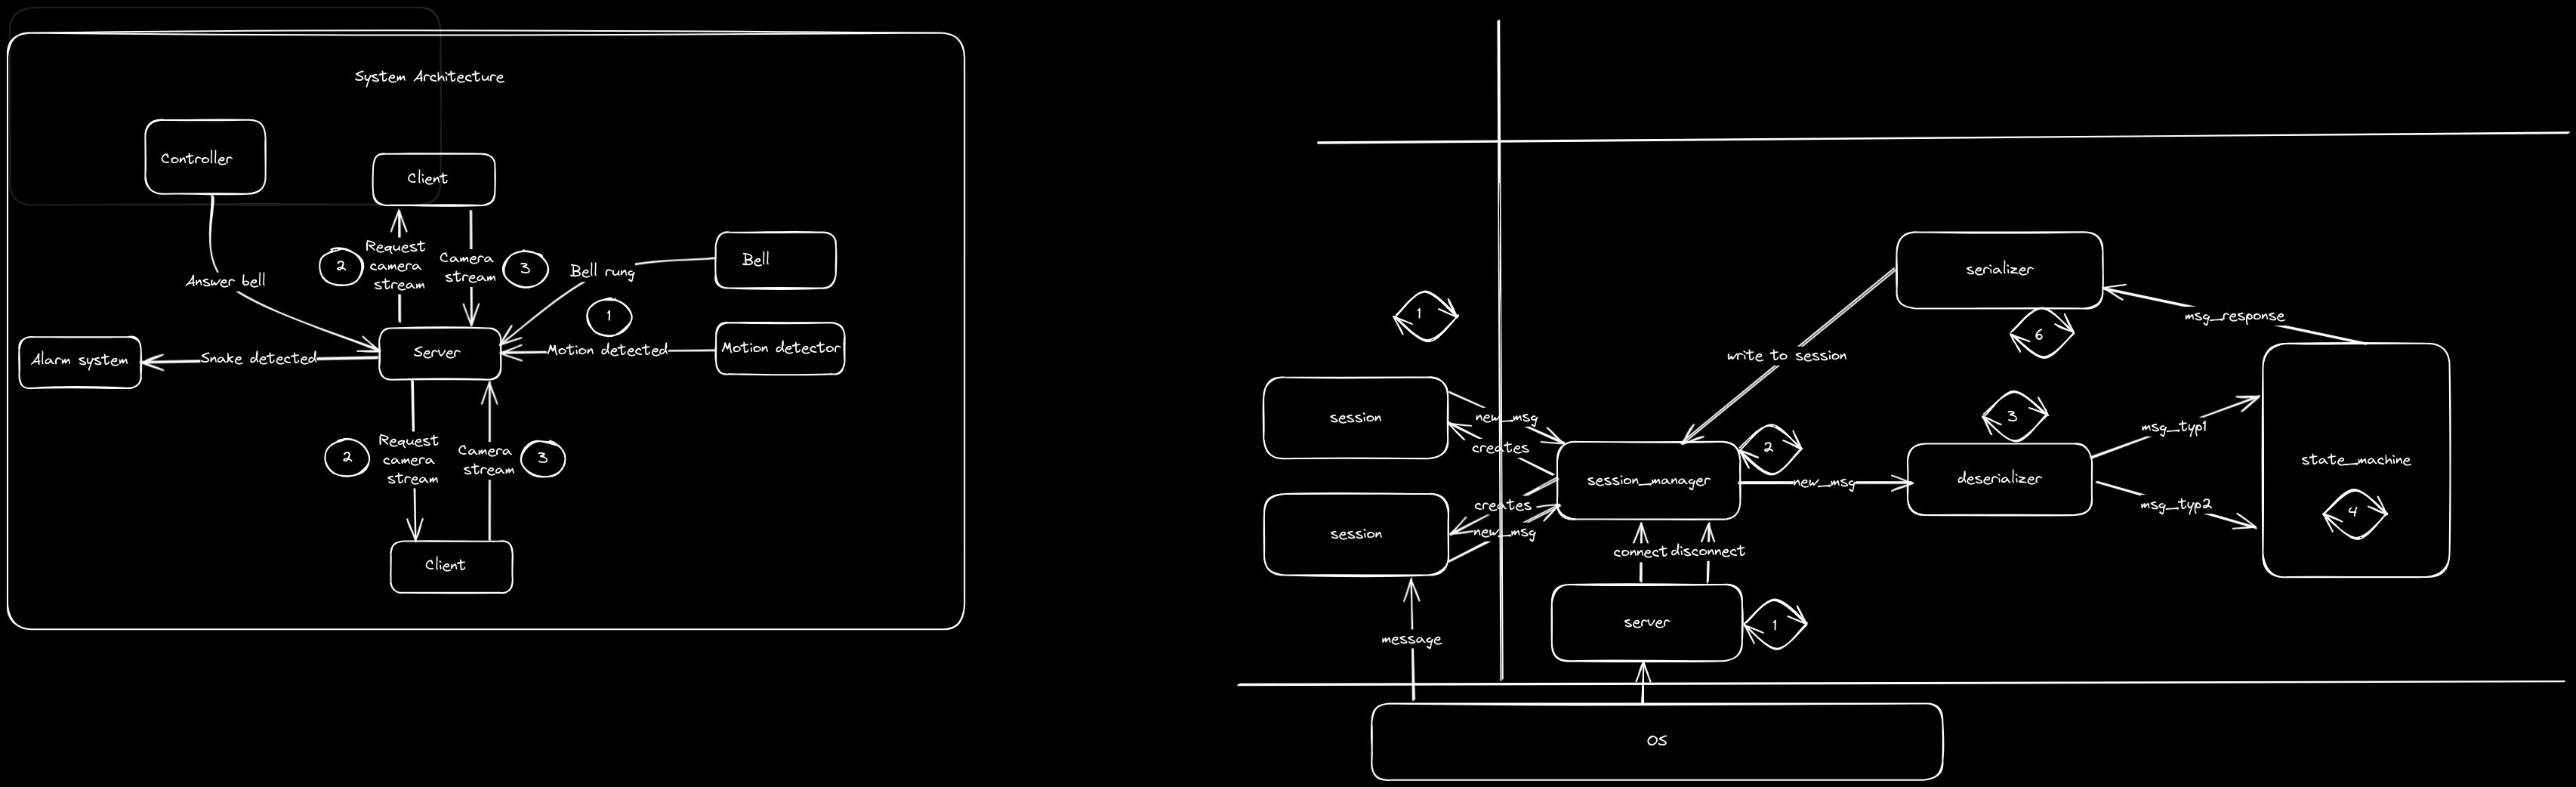 System Architecture
Controller
Client
2
Request
camera
stream
Camera
stream
3
Bell rung
Bell
Answer bell
1
Alarm system
Snake detected
Server
Motion detected
Motion detector
2
Request
camera
stream
Camera
stream
3
Client
serializer
1
msg_response
6
write to session
session
new_msg
creates
2
3
msg_typ1
session_manager
new_msg
deserializer
state_machine
creates
msg_typ2
4
session
new_msg
connect
disconnect
server
1
message
OS